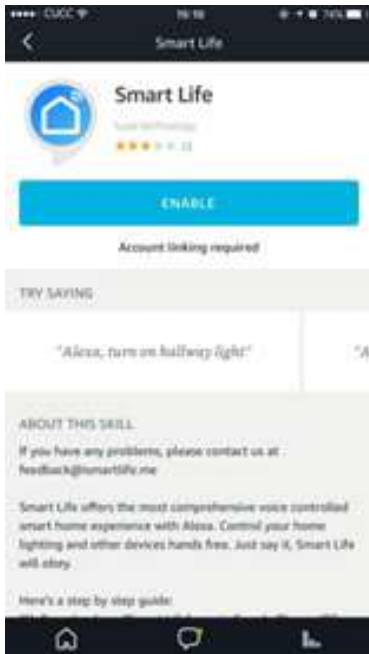 CUCC
Smart Life
Smart Life
ENABLE
Account linking required
TRY SAYING
"Alexa, turn on hallway light"
"A
ABOUT THIS SKILL
If you have any problems, please contact us at
feedback@ismartlife.me
Smart Life offers the most comprehensive voice controlled
smart home experience with Alexa. Control your home
lighting and other devices hands free. Just say it, Smart Life
will obey.
Here's a step by step guide: